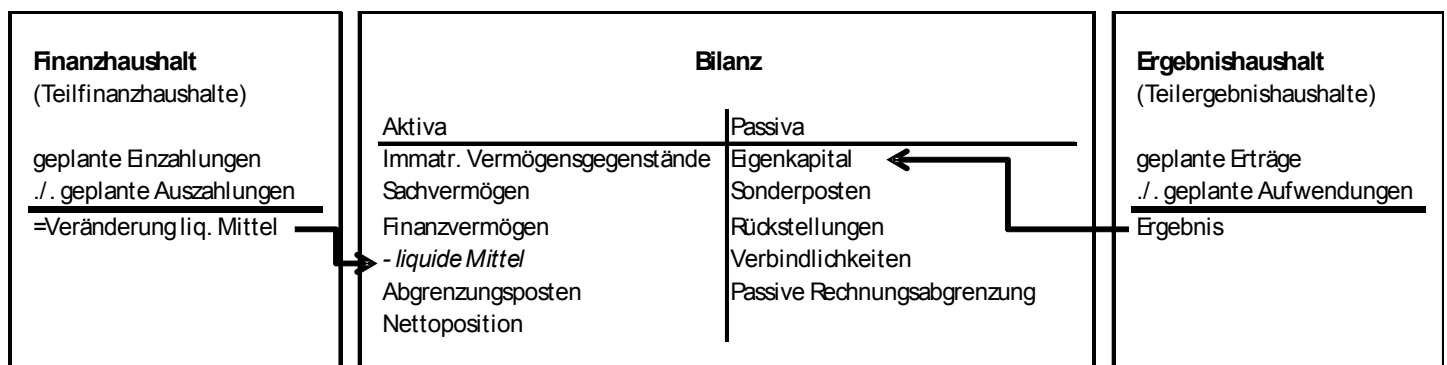 Finanzhaushalt
(Teilfinanzhaushalte)
geplante Einzahlungen
./. geplante Auszahlungen
=Veränderung liq. Mittel
Bilanz
Aktiva
Immatr. Vermögensgegenstände
Sachvermögen
Finanzvermögen
- liquide Mittel
Abgrenzungsposten
Nettoposition
Passiva
Eigenkapital
Sonderposten
Rückstellungen
Verbindlichkeiten
Passive Rechnungsabgrenzung
Ergebnishaushalt
(Teilergebnishaushalte)
geplante Erträge
./. geplante Aufwendungen
Ergebnis